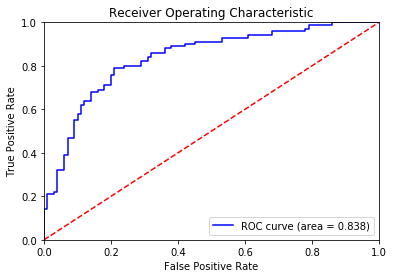 Receiver Operating Characteristic
True Positive Rate
1.0
0.8
0.6
0.4
0.2
0.0
ROC curve (area = 0.838)
0.0 0.2 0.4 0.6 0.8 1.0
False Positive Rate